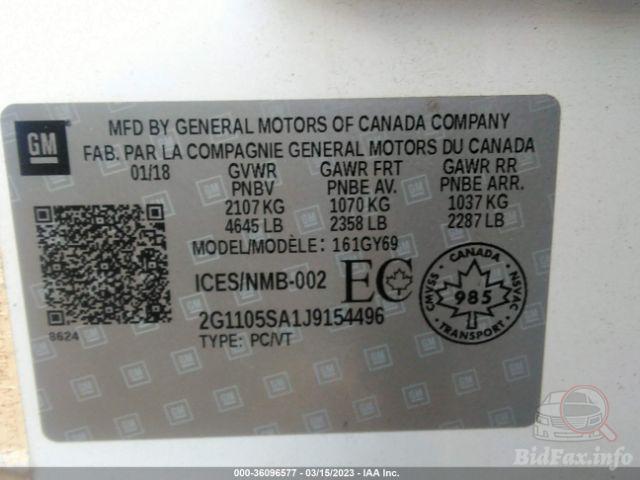 GM
MFD BY GENERAL MOTORS OF CANADA COMPANY
FAB. PAR LA COMPAGNIE GENERAL MOTORS DU CANADA
01/18 GVWR GAWR FRT GAWR RR
PNBV PNBE AV. PNBE ARR.
2107 KG 1070 KG 1037 KG
4645 LB 2358 LB 2287 LB
MODEL/MODÈLE: 161GY69
ICES/NMB-002 EC
CANADA
CMVSS 985 NSVAC
TRANSPORT
2G1105SA1J9154496
8624
TYPE: PC/VT
BidFax.info
000-36096577 — 03/15/2023 — IAA Inc.